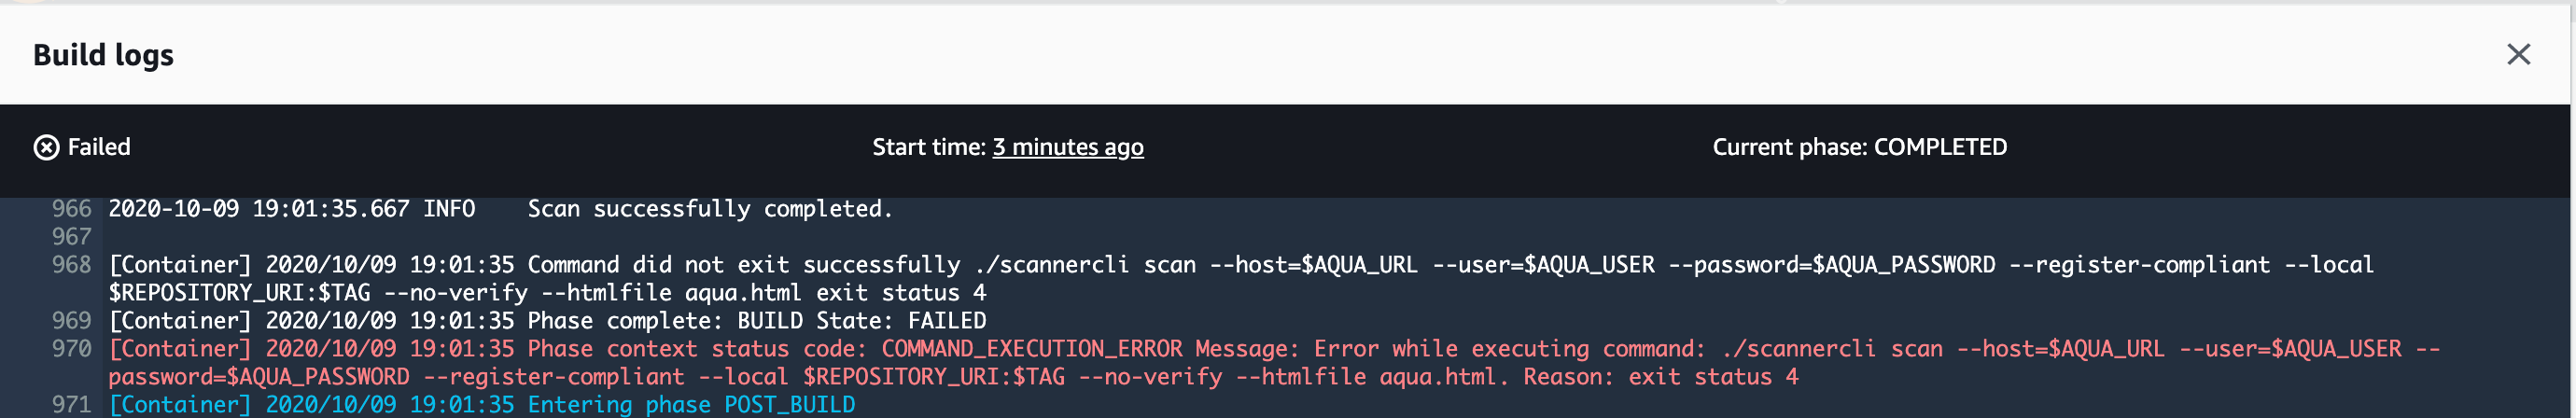 Build logs
Failed
Start time: 3 minutes ago
Current phase: COMPLETED
966 2020-10-09 19:01:35.667 INFO    Scan successfully completed.
967
968 [Container] 2020/10/09 19:01:35 Command did not exit successfully ./scannercli scan --host=$AQUA_URL --user=$AQUA_USER --password=$AQUA_PASSWORD --register-compliant --local
$REPOSITORY_URI:$TAG --no-verify --htmlfile aqua.html exit status 4
969 [Container] 2020/10/09 19:01:35 Phase complete: BUILD State: FAILED
970 [Container] 2020/10/09 19:01:35 Phase context status code: COMMAND_EXECUTION_ERROR Message: Error while executing command: ./scannercli scan --host=$AQUA_URL --user=$AQUA_USER --
password=$AQUA_PASSWORD --register-compliant --local $REPOSITORY_URI:$TAG --no-verify --htmlfile aqua.html. Reason: exit status 4
971 [Container] 2020/10/09 19:01:35 Entering phase POST_BUILD